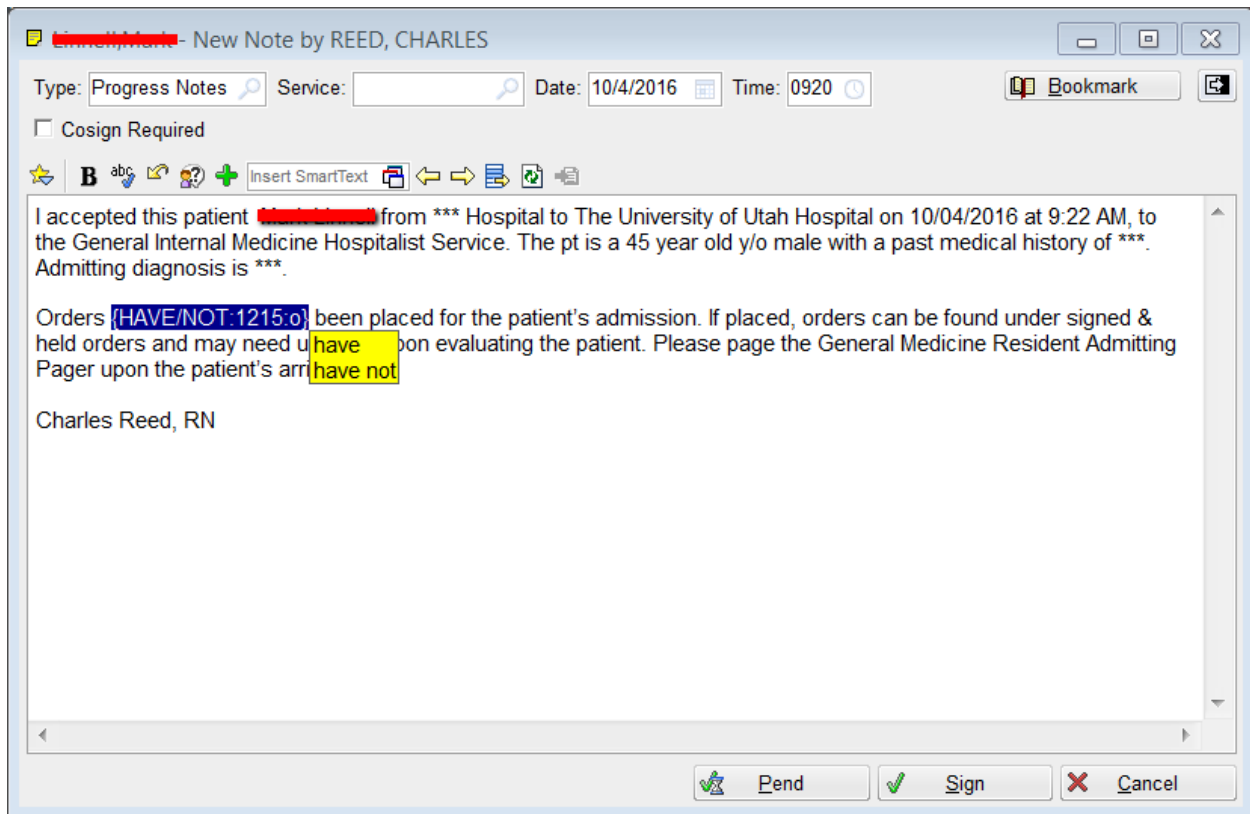 - New Note by REED, CHARLES
Type: Progress Notes Service: Date: 10/4/2016 Time: 0920 Bookmark
Cosign Required
B abc Insert SmartText
I accepted this patient from *** Hospital to The University of Utah Hospital on 10/04/2016 at 9:22 AM, to
the General Internal Medicine Hospitalist Service. The pt is a 45 year old y/o male with a past medical history of ***.
Admitting diagnosis is ***.
Orders {HAVE/NOT:1215:o} been placed for the patient's admission. If placed, orders can be found under signed &
held orders and may need u have pon evaluating the patient. Please page the General Medicine Resident Admitting
Pager upon the patient's arri have not
Charles Reed, RN
Pend Sign Cancel